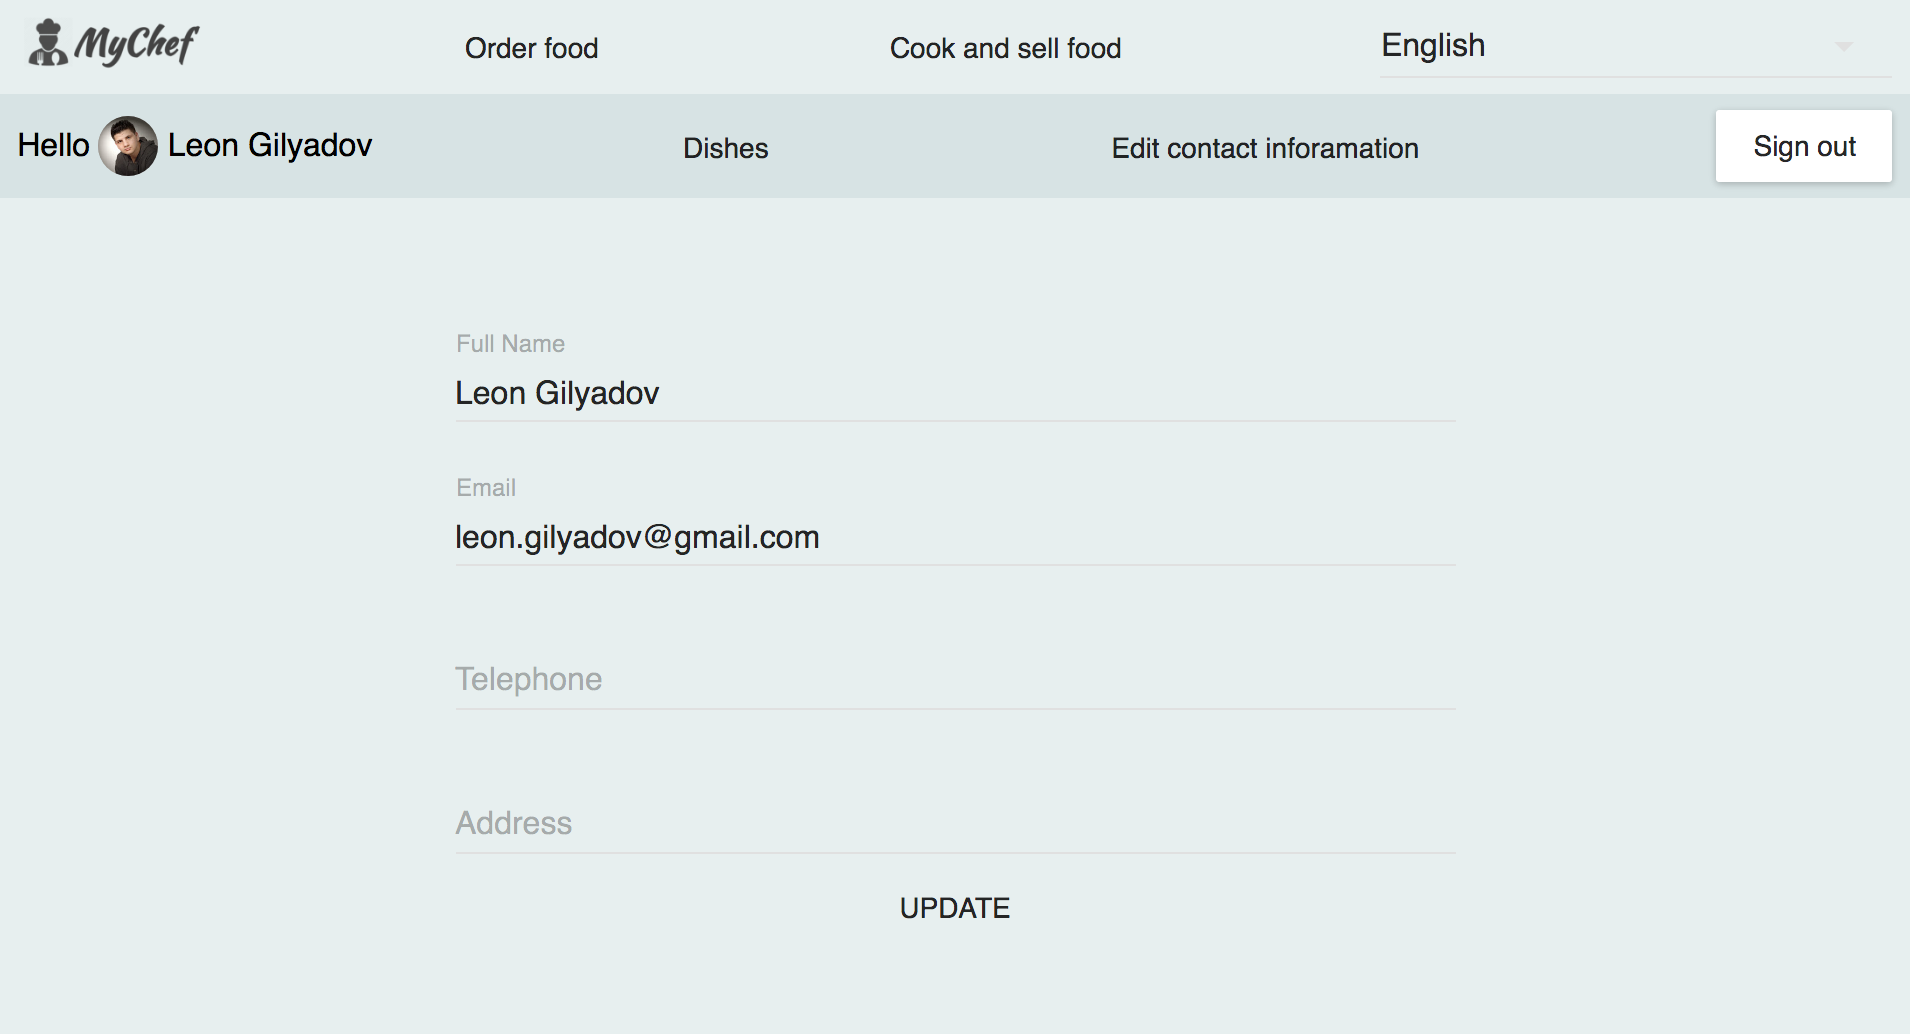 MyChef
Order food
Cook and sell food
English
Hello Leon Gilyadov
Dishes
Edit contact inforamation
Sign out
Full Name
Leon Gilyadov
Email
leon.gilyadov@gmail.com
Telephone
Address
UPDATE